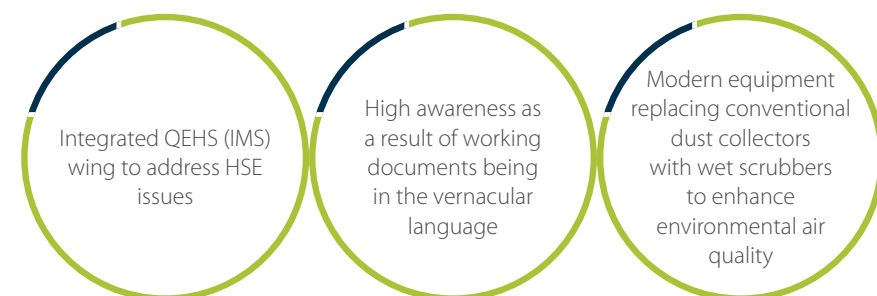 Integrated QEHS (IMS)
wing to address HSE
issues
High awareness as
a result of working
documents being
in the vernacular
language
Modern equipment
replacing conventional
dust collectors
with wet scrubbers
to enhance
environmental air
quality